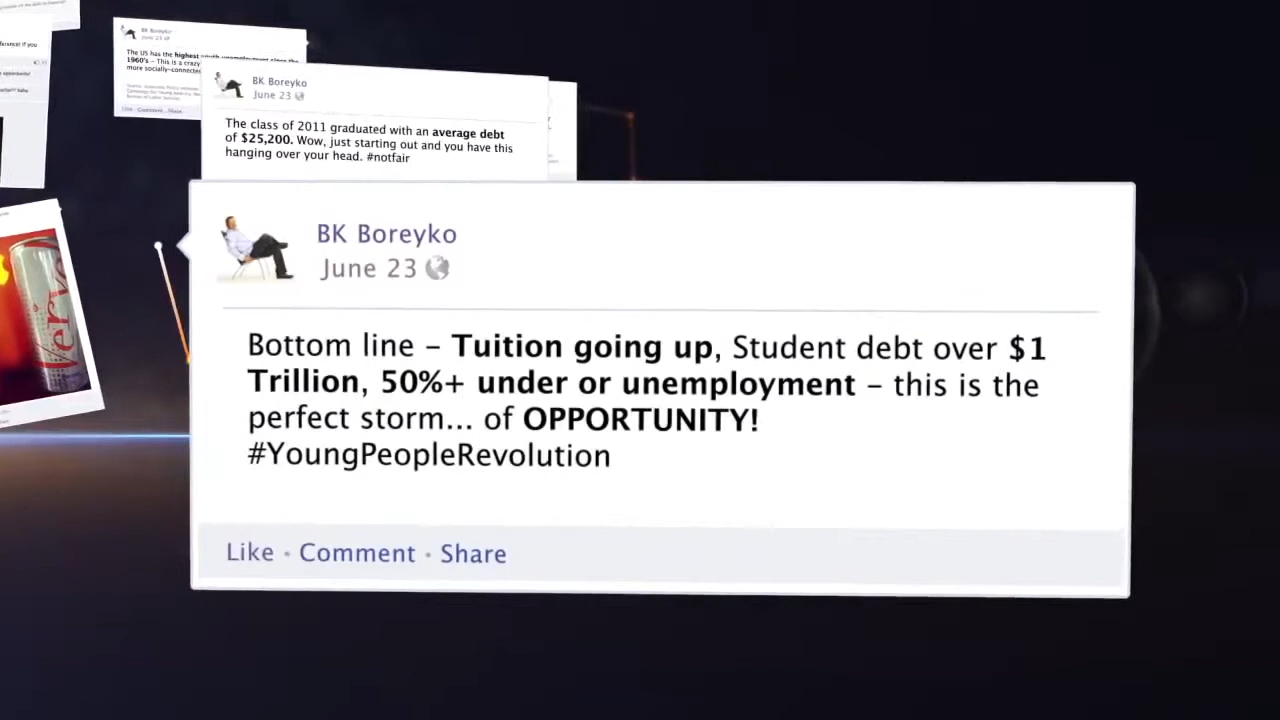 BK Boreyko
June 23
The US has the highest youth unemployment since the
1960's – This is a crazy
more socially-connected
Like · Comment · Share
BK Boreyko
June 23
The class of 2011 graduated with an average debt
of $25,200. Wow, just starting out and you have this
hanging over your head. #notfair
BK Boreyko
June 23
Bottom line – Tuition going up, Student debt over $1
Trillion, 50%+ under or unemployment – this is the
perfect storm... of OPPORTUNITY!
#YoungPeopleRevolution
Like · Comment · Share
Verve